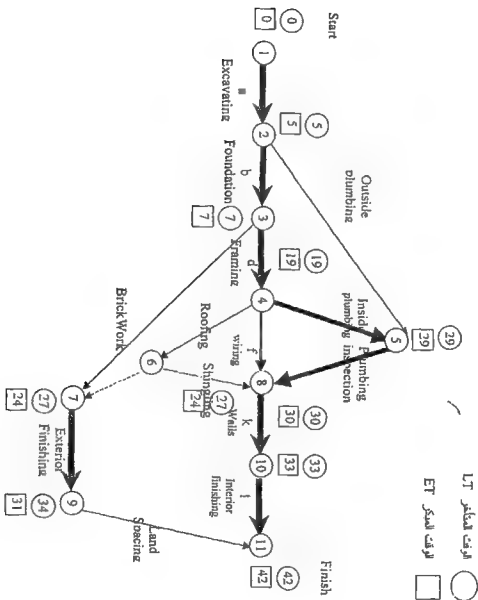 Start
0
0
1
Excavating
a
2
5
5
b
Foundation
3
7
7
Outside
plumbing
Framing
d
19
19
4
Inside
plumbing
Plumbing
inspection
5
29
29
wiring
f
Roofing
6
Shingling
24
27
Brick Work
7
24
27
8
30
30
Walls
k
10
33
33
Interior
finishing
Exterior
Finishing
9
31
34
Land
Spacing
11
42
42
Finish
LT الوقت المتأخر
ET الوقت المبكر